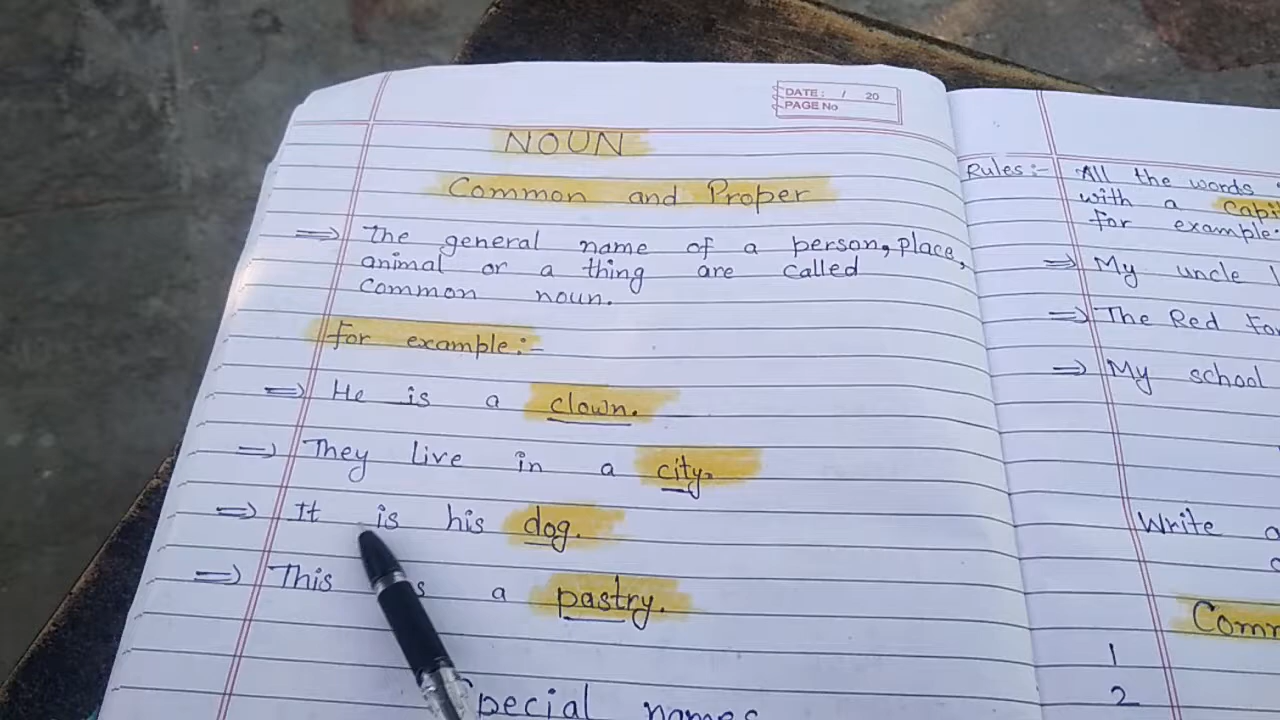 DATE: / 20
PAGE No
NOUN
Common and Proper
⇒ The general name of a person, place,
animal or a thing are called
common noun.
For example:-
⇒ He is a clown.
⇒ They live in a city.
⇒ It is his dog.
⇒ This a pastry.
Special names
Rules:- All the words
with a
for example:
⇒ My uncle
⇒ The Red
⇒ My school
Write
1
2